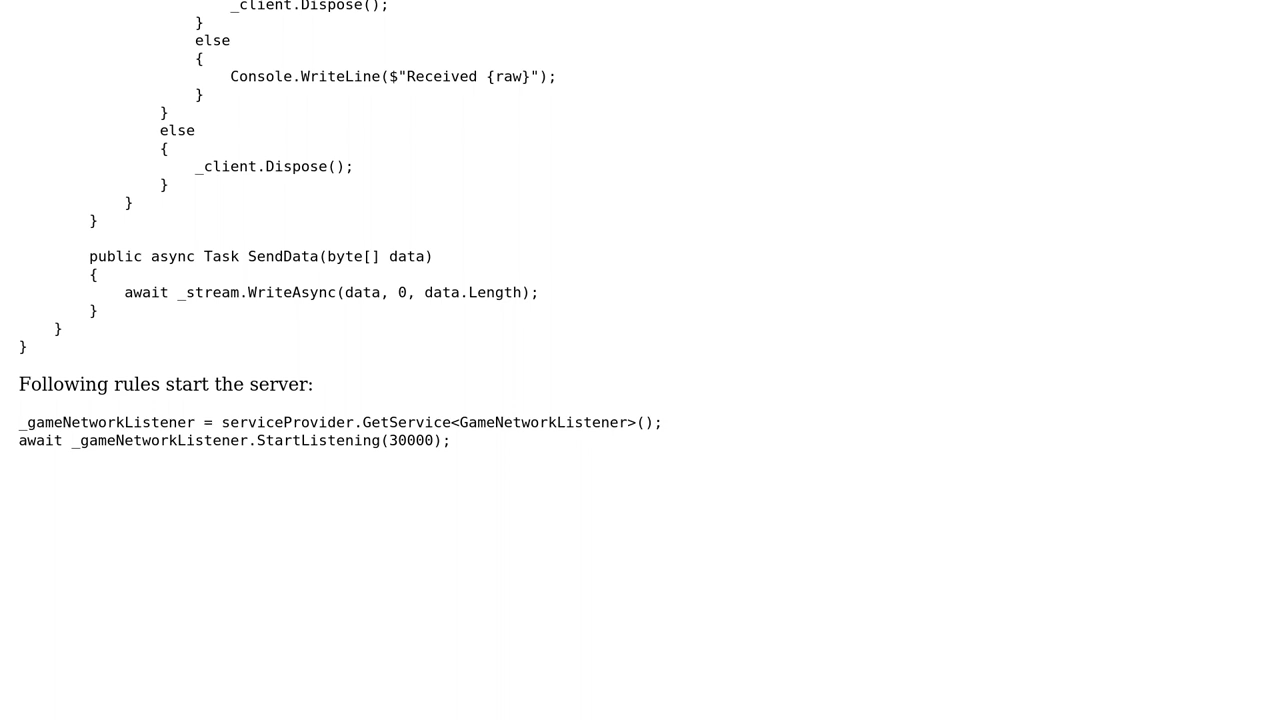 _client.Dispose();
}
else
{
Console.WriteLine($"Received {raw}");
}
}
else
{
_client.Dispose();
}
}
}
public async Task SendData(byte[] data)
{
await _stream.WriteAsync(data, 0, data.Length);
}
}
}
Following rules start the server:
_gameNetworkListener = serviceProvider.GetService<GameNetworkListener>();
await _gameNetworkListener.StartListening(30000);